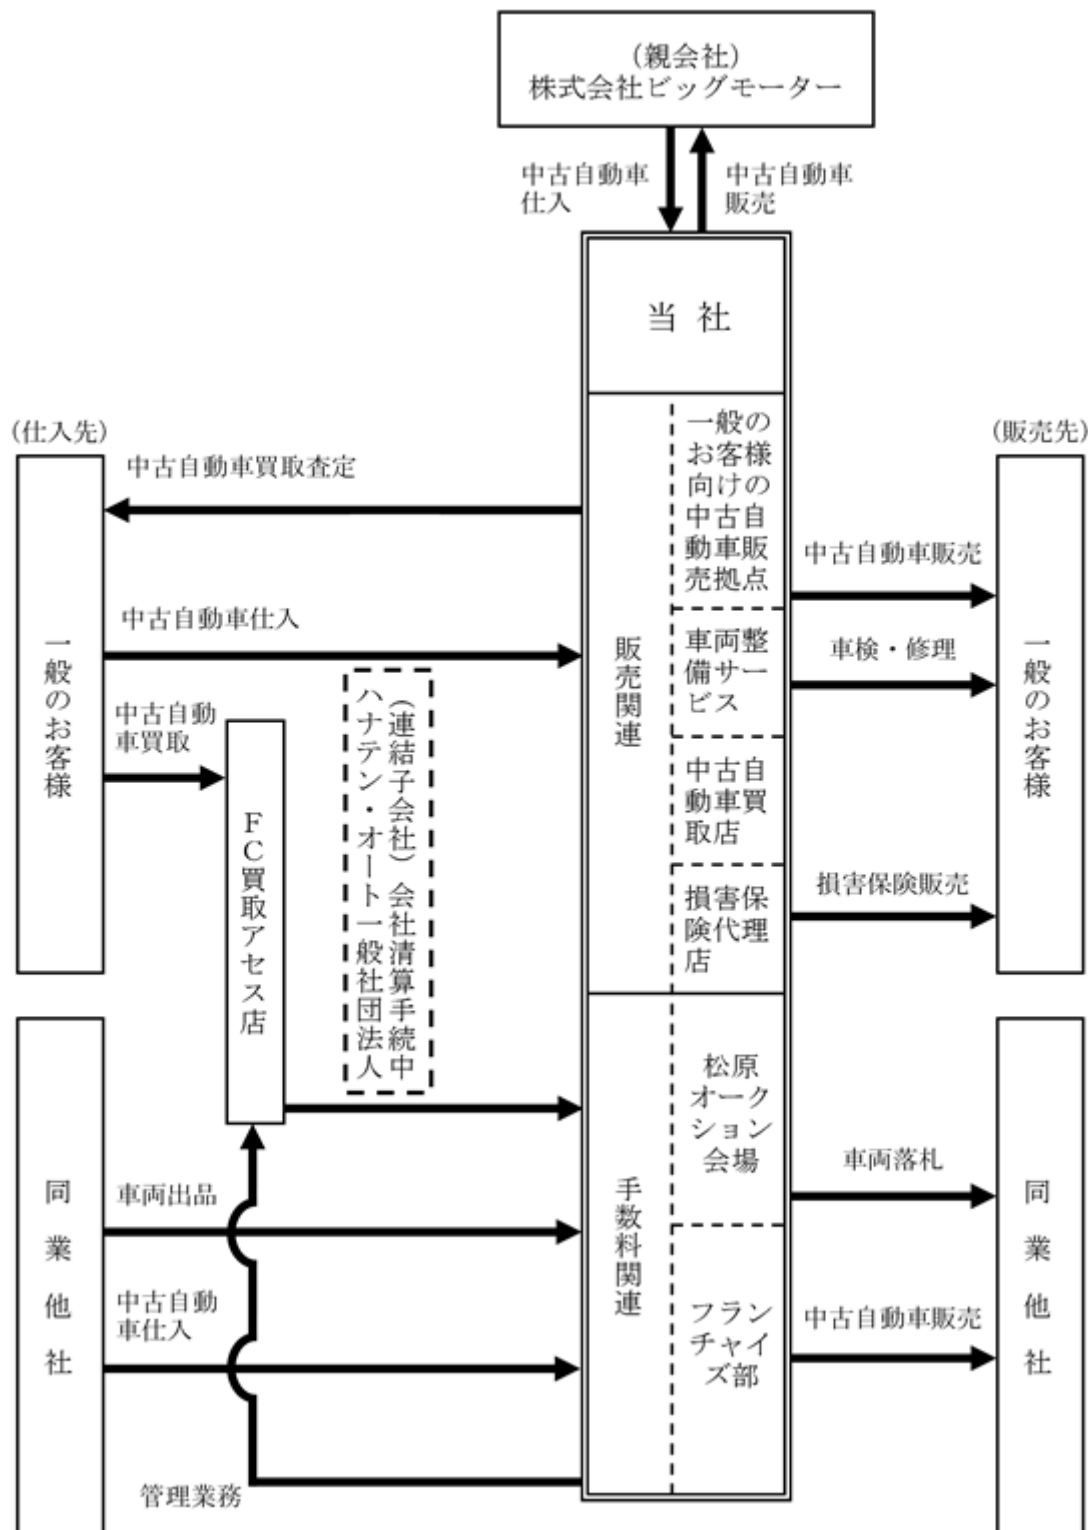 (親会社)
株式会社ビッグモーター
中古自動車
仕入
中古自動車
販売
当社
(仕入先)
(販売先)
一般のお客様
中古自動車買取査定
中古自動車仕入
中古自動
車買取
FC買取アセス店
(連結子会社)会社清算手続中
ハナテン・オート一般社団法人
販売関連
一般の
お客様
向けの
中古自
動車販
売拠点
車両整
備サー
ビス
中古自
動車買
取店
損害保
険代理
店
中古自動車販売
車検・修理
損害保険販売
一般のお客様
同業他社
車両出品
中古自動
車仕入
管理業務
手数料関連
松原
オーク
ション
会場
フラン
チャイ
ズ部
車両落札
中古自動車販売
同業他社